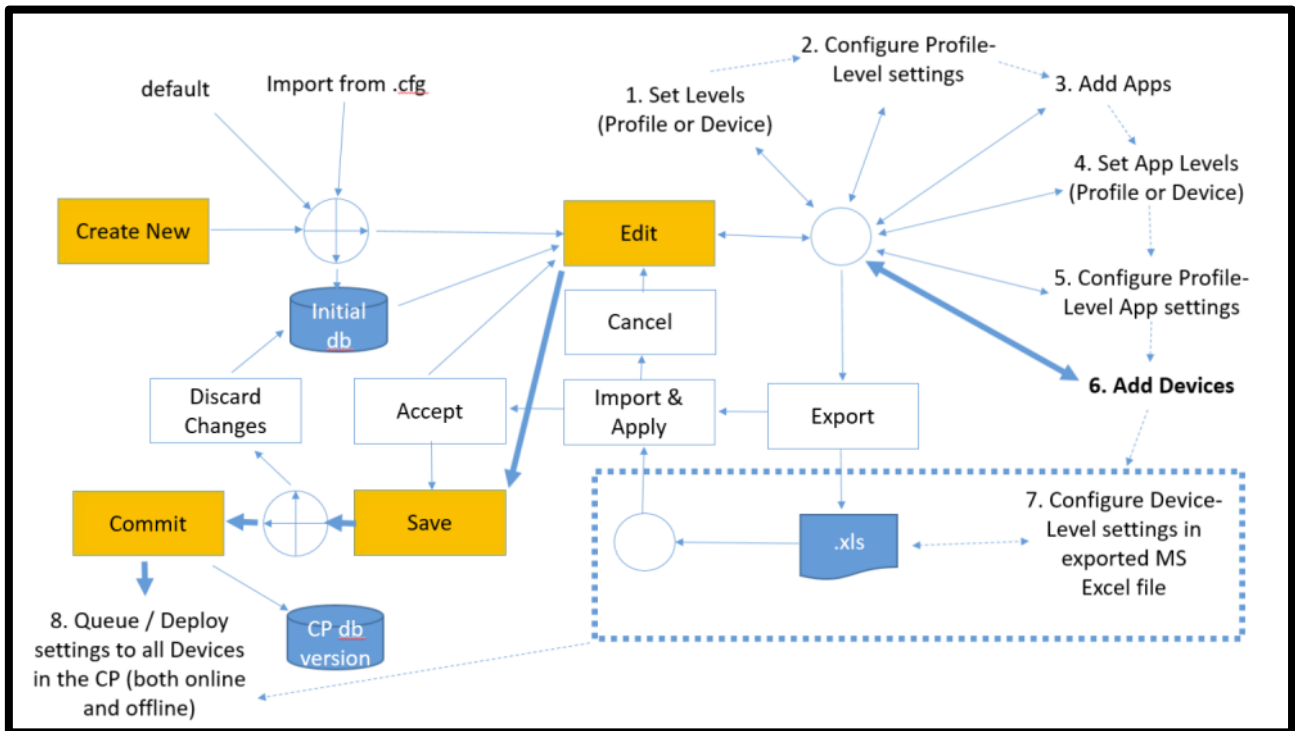 default
Import from .cfg
2. Configure Profile-
Level settings
1. Set Levels
(Profile or Device)
3. Add Apps
4. Set App Levels
(Profile or Device)
Create New
Edit
5. Configure Profile-
Level App settings
Initial
db
Cancel
6. Add Devices
Discard
Changes
Accept
Import &
Apply
Export
Commit
Save
.xls
7. Configure Device-
Level settings in
exported MS
Excel file
8. Queue / Deploy
settings to all Devices
in the CP (both online
and offline)
CP db
version